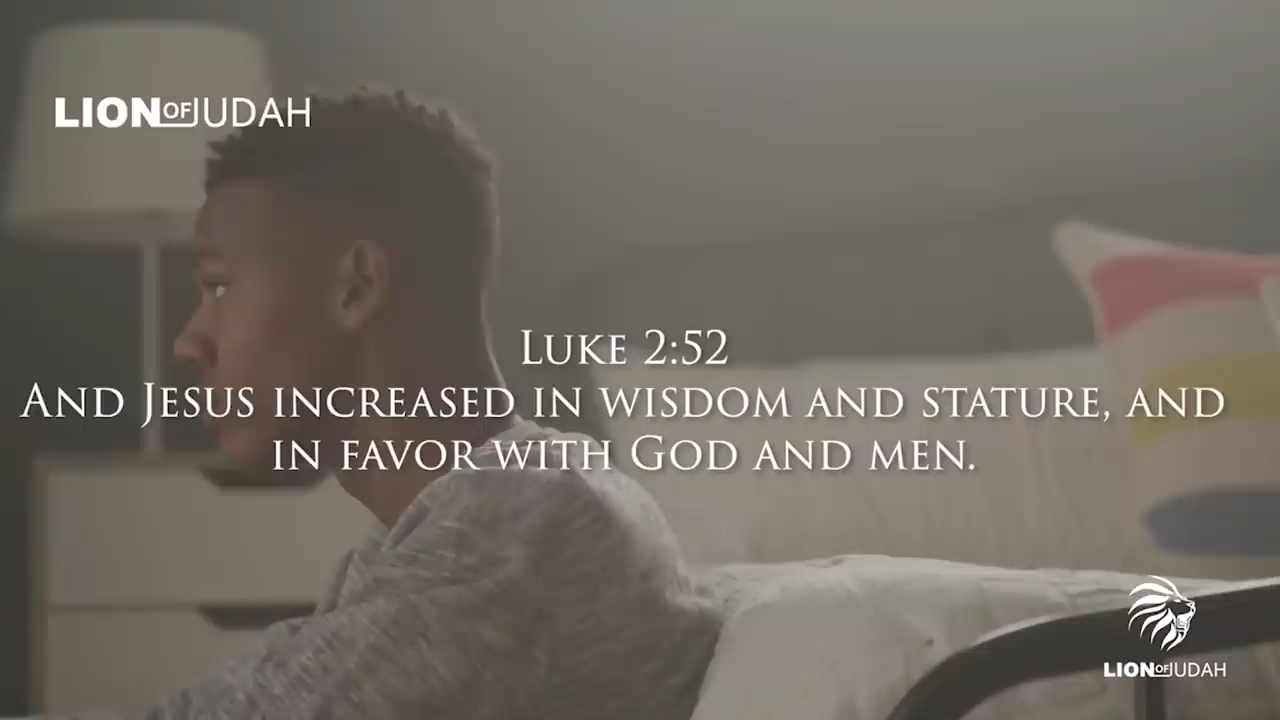 LION OF JUDAH
Luke 2:52
And Jesus increased in wisdom and stature, and
in favor with God and men.
LION OF JUDAH